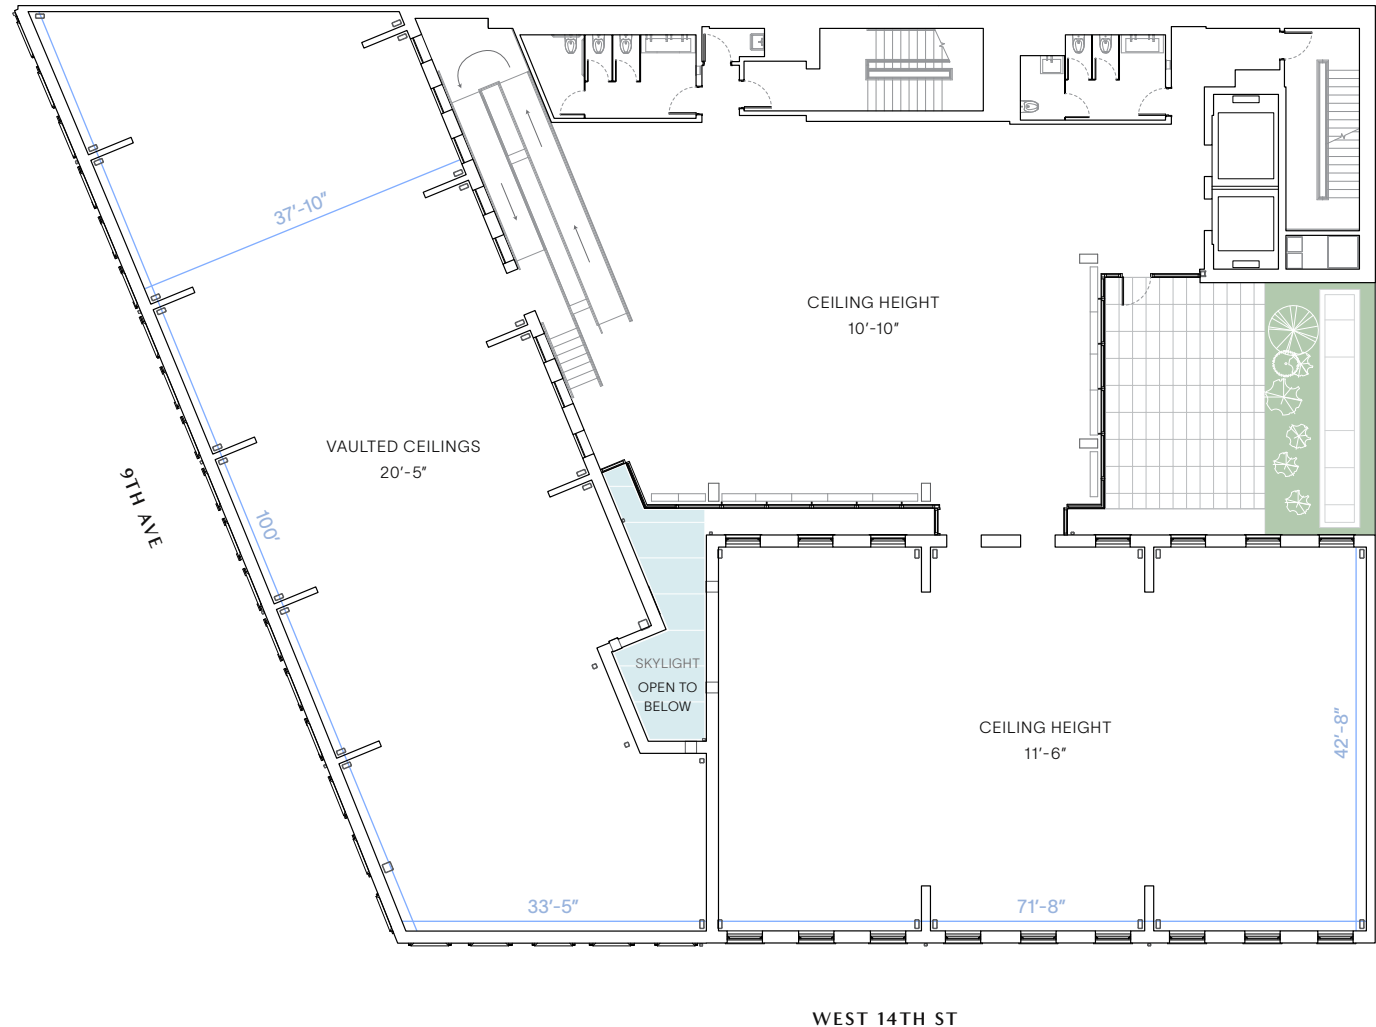 37′-10″
CEILING HEIGHT
10′-10″
VAULTED CEILINGS
20′-5″
9TH AVE
100′
SKYLIGHT
OPEN TO
BELOW
CEILING HEIGHT
11′-6″
42′-8″
33′-5″
71′-8″
WEST 14TH ST